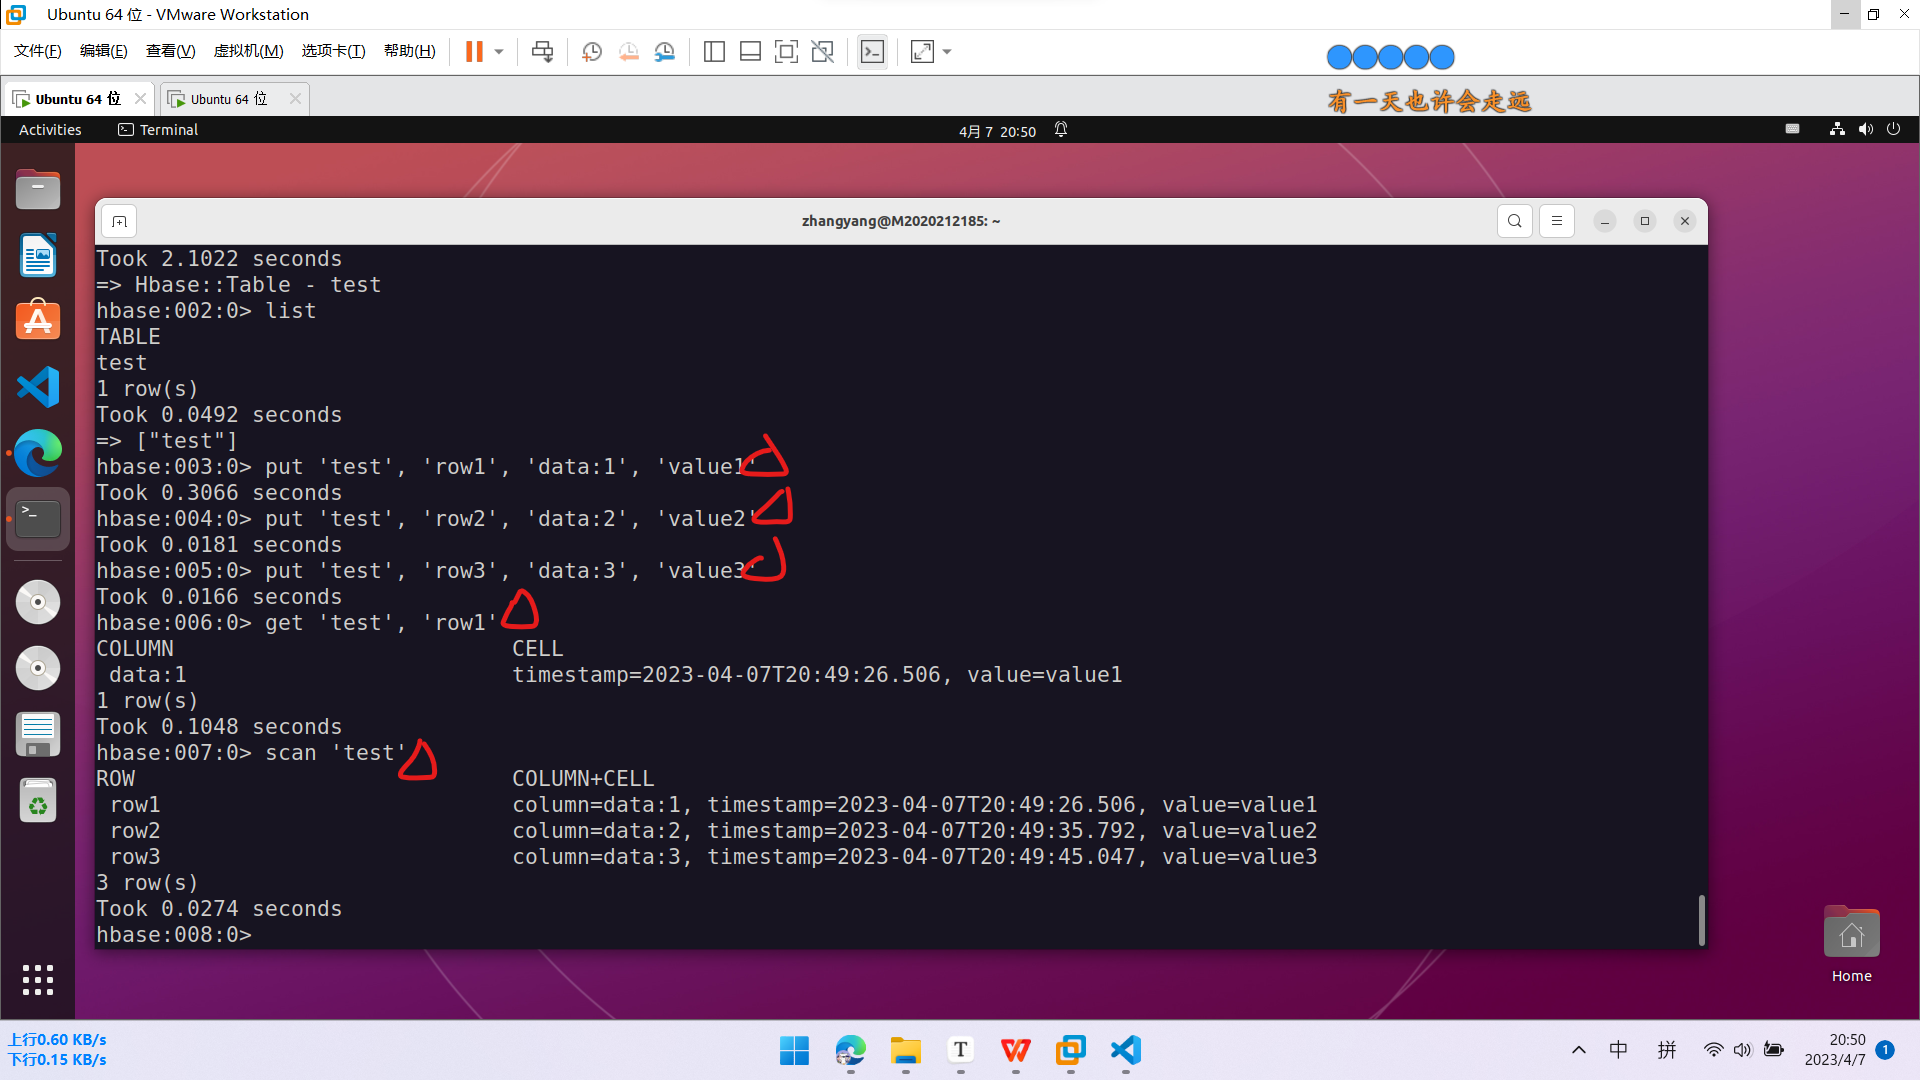 Ubuntu 64 位 - VMware Workstation
文件(F) 编辑(E) 查看(V) 虚拟机(M) 选项卡(T) 帮助(H)
Ubuntu 64 位 Ubuntu 64 位
有一天也许会走远
Activities Terminal 4月 7 20:50
zhangyang@M2020212185: ~
Took 2.1022 seconds
=> Hbase::Table - test
hbase:002:0> list
TABLE
test
1 row(s)
Took 0.0492 seconds
=> ["test"]
hbase:003:0> put 'test', 'row1', 'data:1', 'value1'
Took 0.3066 seconds
hbase:004:0> put 'test', 'row2', 'data:2', 'value2'
Took 0.0181 seconds
hbase:005:0> put 'test', 'row3', 'data:3', 'value3'
Took 0.0166 seconds
hbase:006:0> get 'test', 'row1'
COLUMN CELL
data:1 timestamp=2023-04-07T20:49:26.506, value=value1
1 row(s)
Took 0.1048 seconds
hbase:007:0> scan 'test'
ROW COLUMN+CELL
row1 column=data:1, timestamp=2023-04-07T20:49:26.506, value=value1
row2 column=data:2, timestamp=2023-04-07T20:49:35.792, value=value2
row3 column=data:3, timestamp=2023-04-07T20:49:45.047, value=value3
3 row(s)
Took 0.0274 seconds
hbase:008:0>
Home
上行0.60 KB/s
下行0.15 KB/s
中 拼 20:50
2023/4/7 1